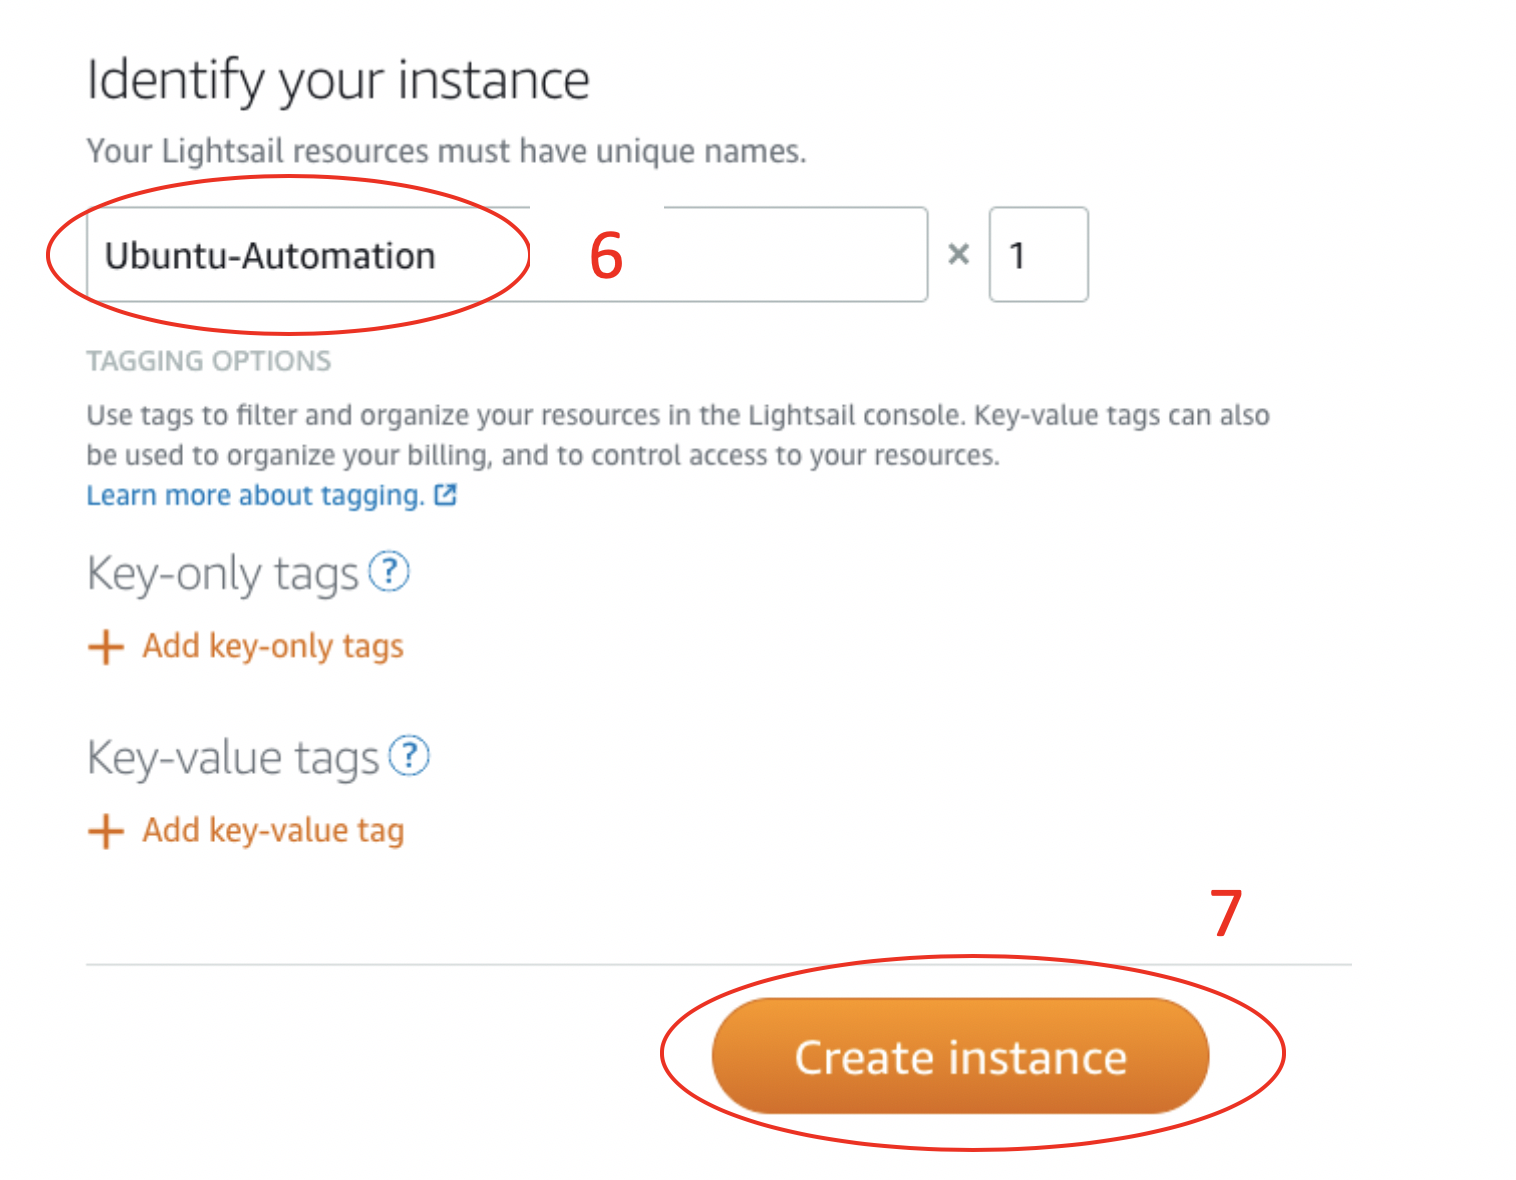 Identify your instance
Your Lightsail resources must have unique names.
Ubuntu-Automation 6 × 1
TAGGING OPTIONS
Use tags to filter and organize your resources in the Lightsail console. Key-value tags can also
be used to organize your billing, and to control access to your resources.
Learn more about tagging.
Key-only tags ?
+ Add key-only tags
Key-value tags ?
+ Add key-value tag
7
Create instance